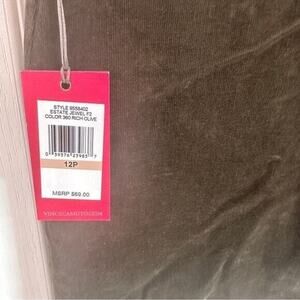 STYLE 9558402
ESTATE JEWEL F2
COLOR 360 RICH OLIVE
12P
MSRP $69.00
VINCECAMUTO.COM